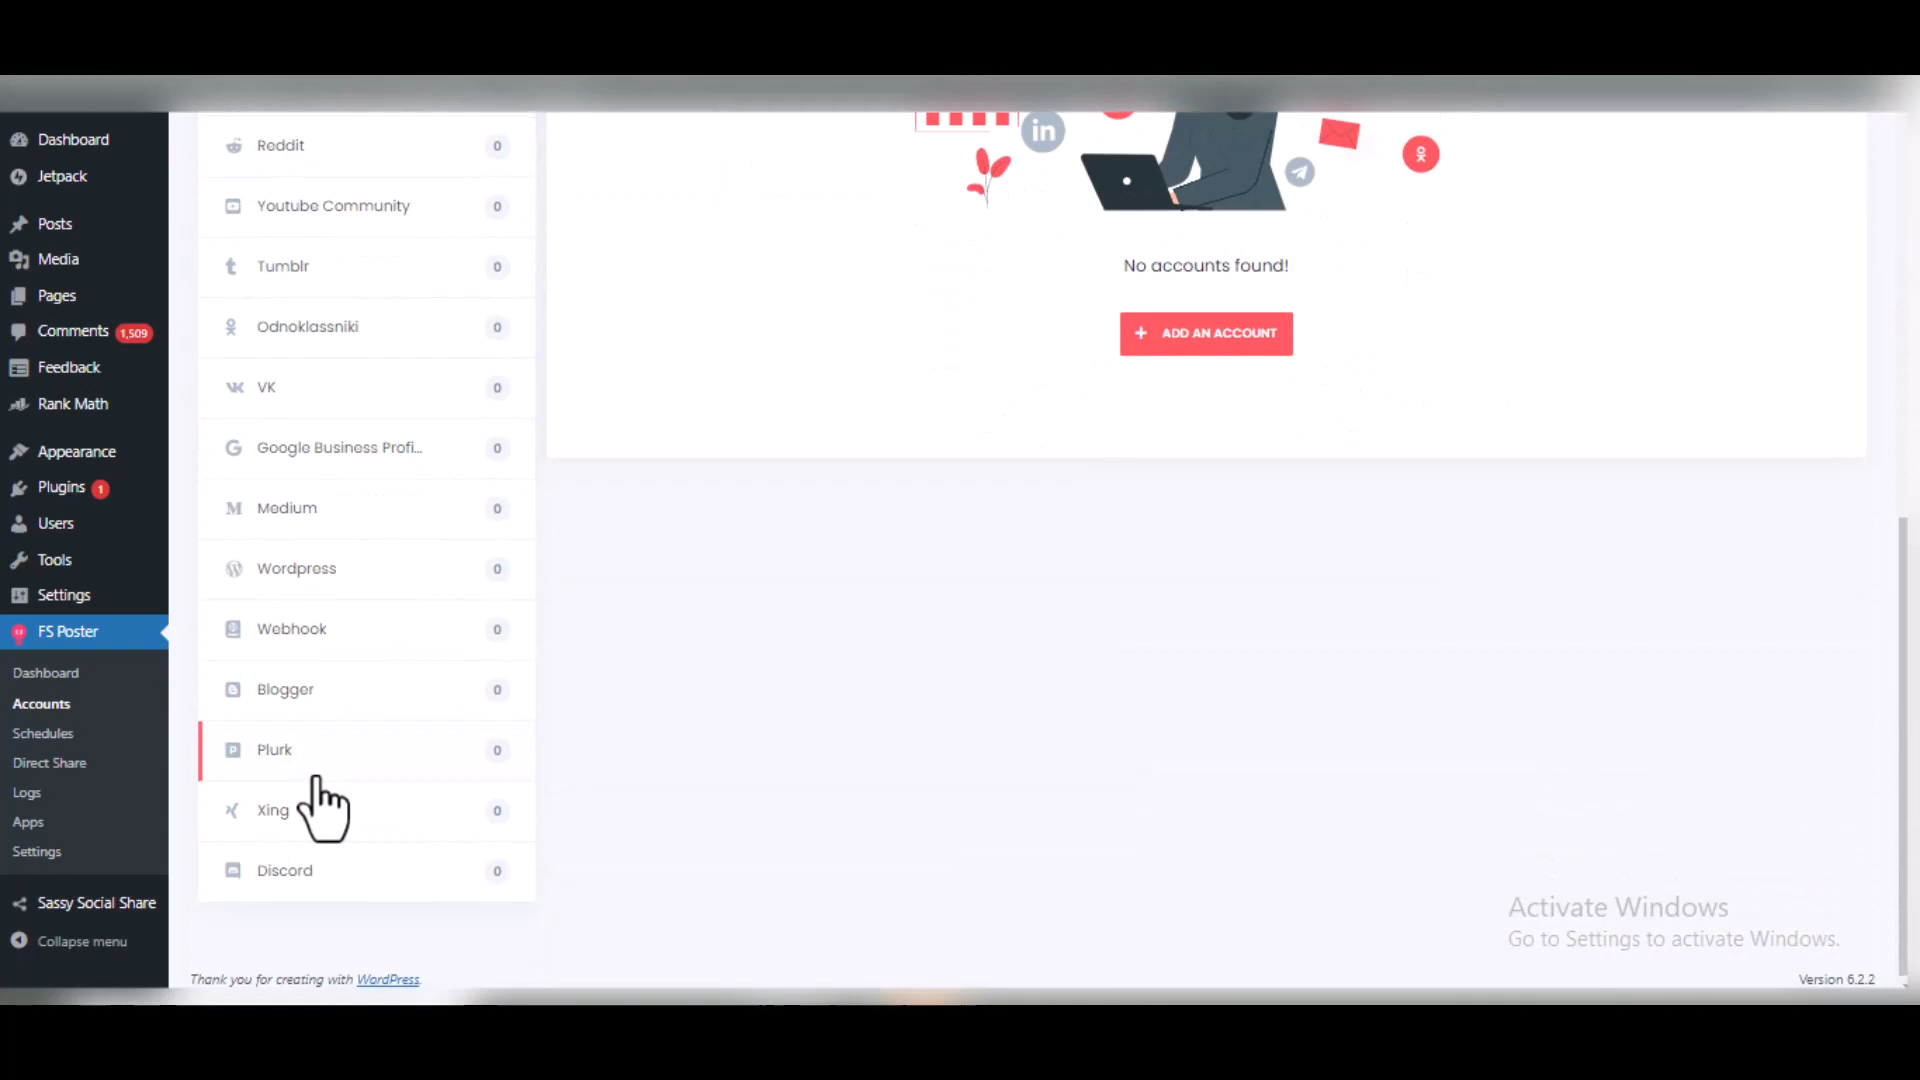 Dashboard
Jetpack
Posts
Media
Pages
Comments 1,509
Feedback
Rank Math
Appearance
Plugins 1
Users
Tools
Settings
FS Poster
Dashboard
Accounts
Schedules
Direct Share
Logs
Apps
Settings
Sassy Social Share
Collapse menu
Reddit 0
Youtube Community 0
Tumblr 0
Odnoklassniki 0
VK 0
Google Business Profi... 0
Medium 0
Wordpress 0
Webhook 0
Blogger 0
Plurk 0
Xing 0
Discord 0
in
No accounts found!
+ ADD AN ACCOUNT
Activate Windows
Go to Settings to activate Windows.
Thank you for creating with WordPress.
Version 6.2.2